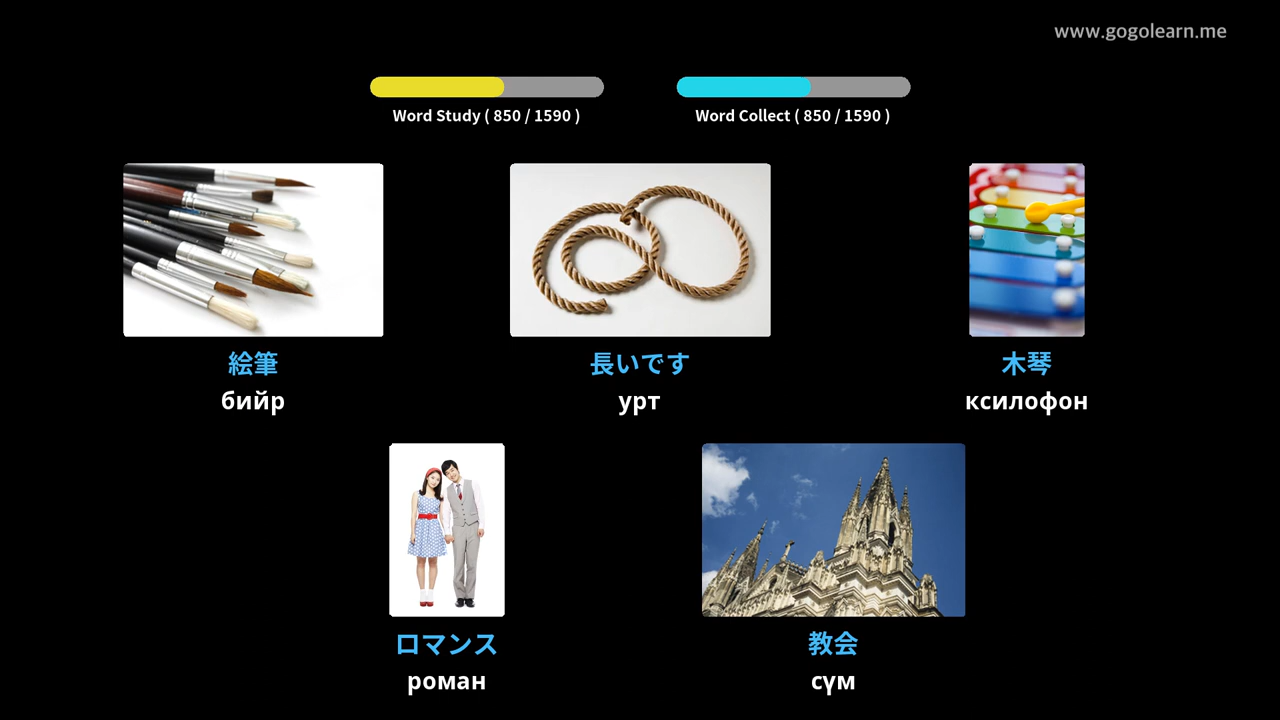 www.gogolearn.me
Word Study ( 850 / 1590 )
Word Collect ( 850 / 1590 )
絵筆
бийр
長いです
урт
木琴
ксилофон
ロマンス
роман
教会
сүм